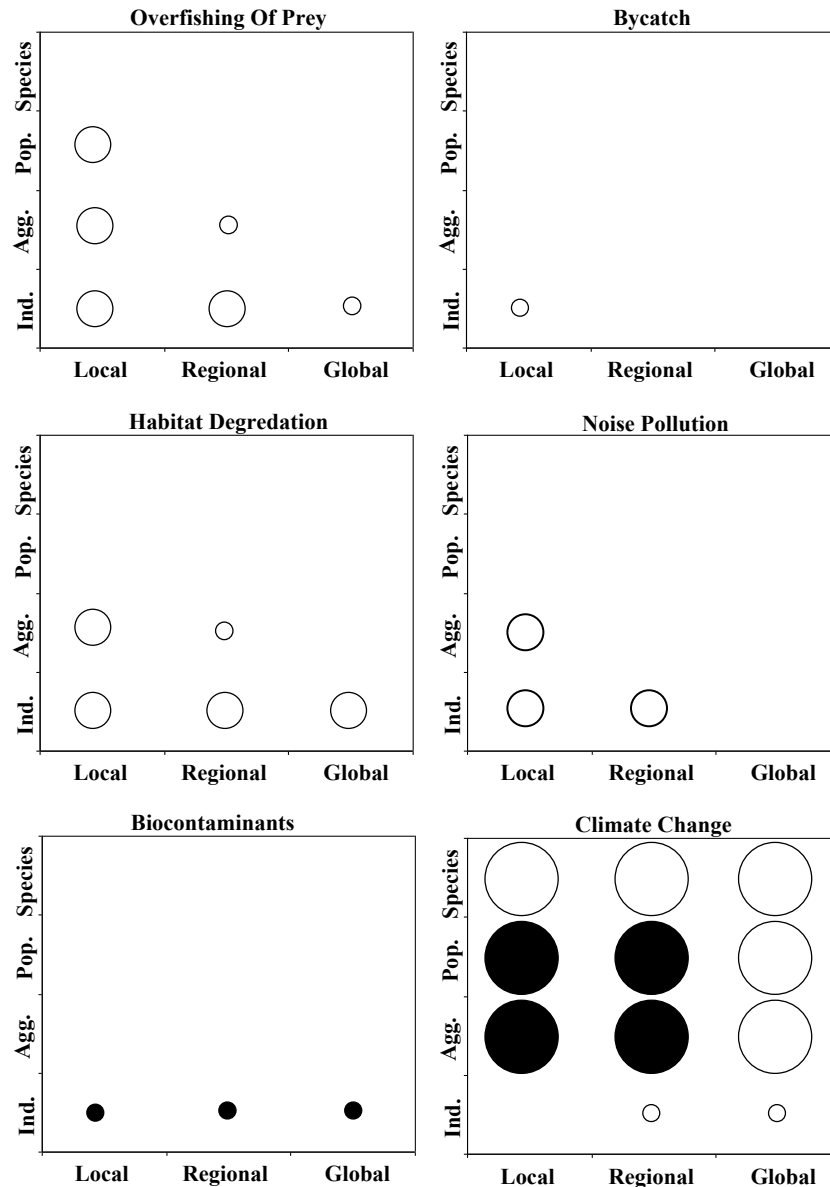 Overfishing Of Prey
Species
Pop.
Agg.
Ind.
Local Regional Global
Bycatch
Species
Pop.
Agg.
Ind.
Local Regional Global
Habitat Degredation
Species
Pop.
Agg.
Ind.
Local Regional Global
Noise Pollution
Species
Pop.
Agg.
Ind.
Local Regional Global
Biocontaminants
Species
Pop.
Agg.
Ind.
Local Regional Global
Climate Change
Species
Pop.
Agg.
Ind.
Local Regional Global